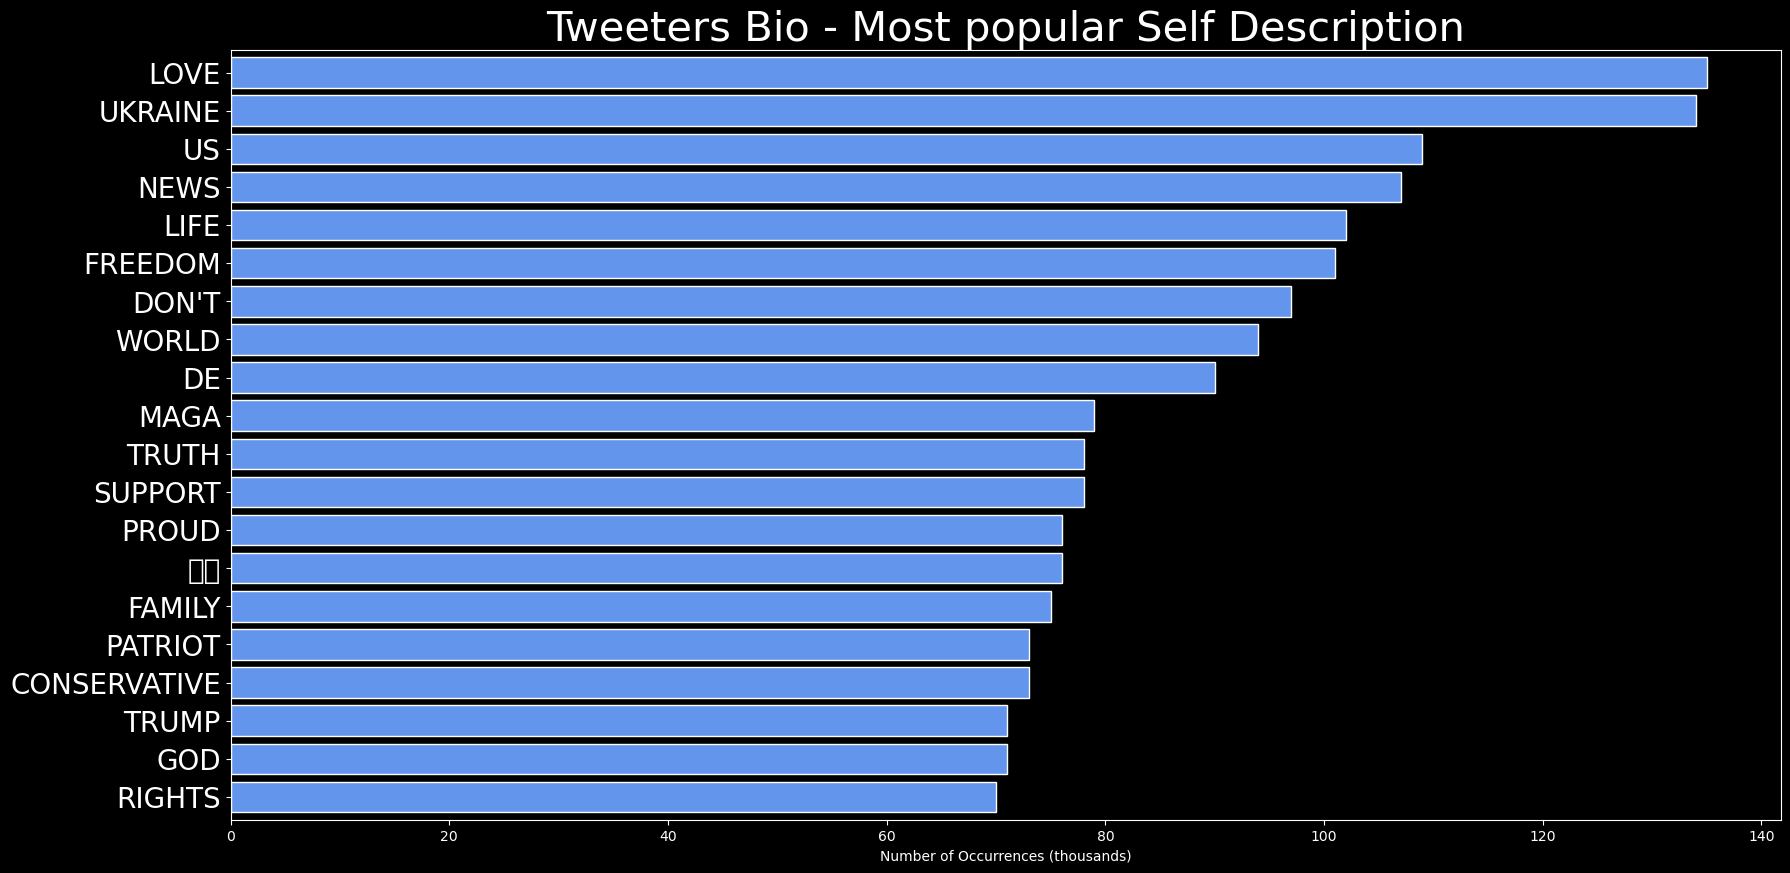 Tweeters Bio - Most popular Self Description
LOVE
UKRAINE
US
NEWS
LIFE
FREEDOM
DON'T
WORLD
DE
MAGA
TRUTH
SUPPORT
PROUD
FAMILY
PATRIOT
CONSERVATIVE
TRUMP
GOD
RIGHTS
0 20 40 60 80 100 120 140
Number of Occurrences (thousands)